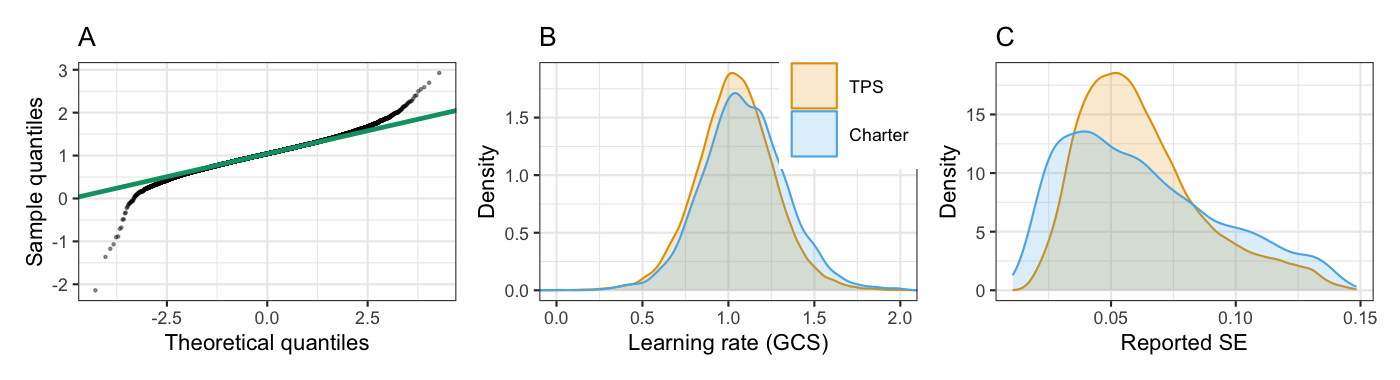 A
Sample quantiles
3
2
1
0
-1
-2
-2.5 0.0 2.5
Theoretical quantiles
B
Density
1.5
1.0
0.5
0.0
0.0 0.5 1.0 1.5 2.0
Learning rate (GCS)
TPS
Charter
C
Density
15
10
5
0
0.05 0.10 0.15
Reported SE